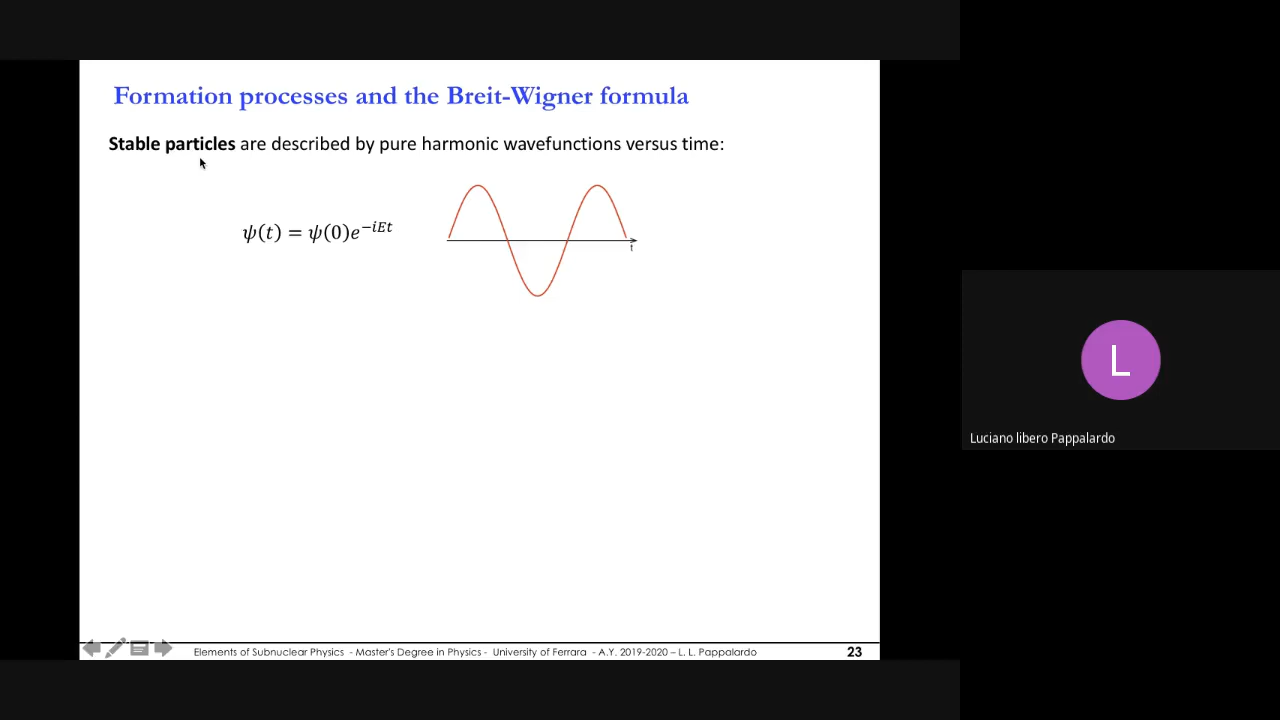 Formation processes and the Breit-Wigner formula
Stable particles are described by pure harmonic wavefunctions versus time:
ψ(t) = ψ(0)e^{−iEt}
t
L
Luciano libero Pappalardo
Elements of Subnuclear Physics - Master's Degree in Physics - University of Ferrara - A.Y. 2019-2020 – L. L. Pappalardo
23